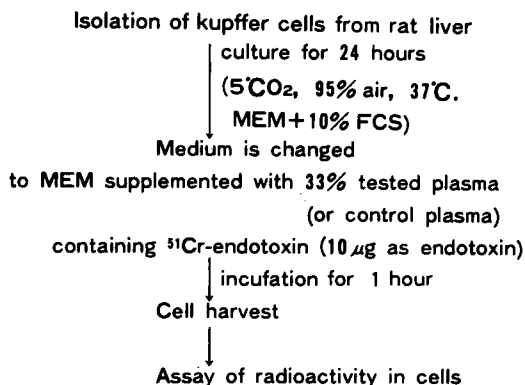 Isolation of kupffer cells from rat liver
culture for 24 hours
(5℃O₂, 95% air, 37℃.
MEM+10% FCS)
Medium is changed
to MEM supplemented with 33% tested plasma
(or control plasma)
containing ⁵¹Cr-endotoxin (10 μg as endotoxin)
incufation for 1 hour
Cell harvest
Assay of radioactivity in cells